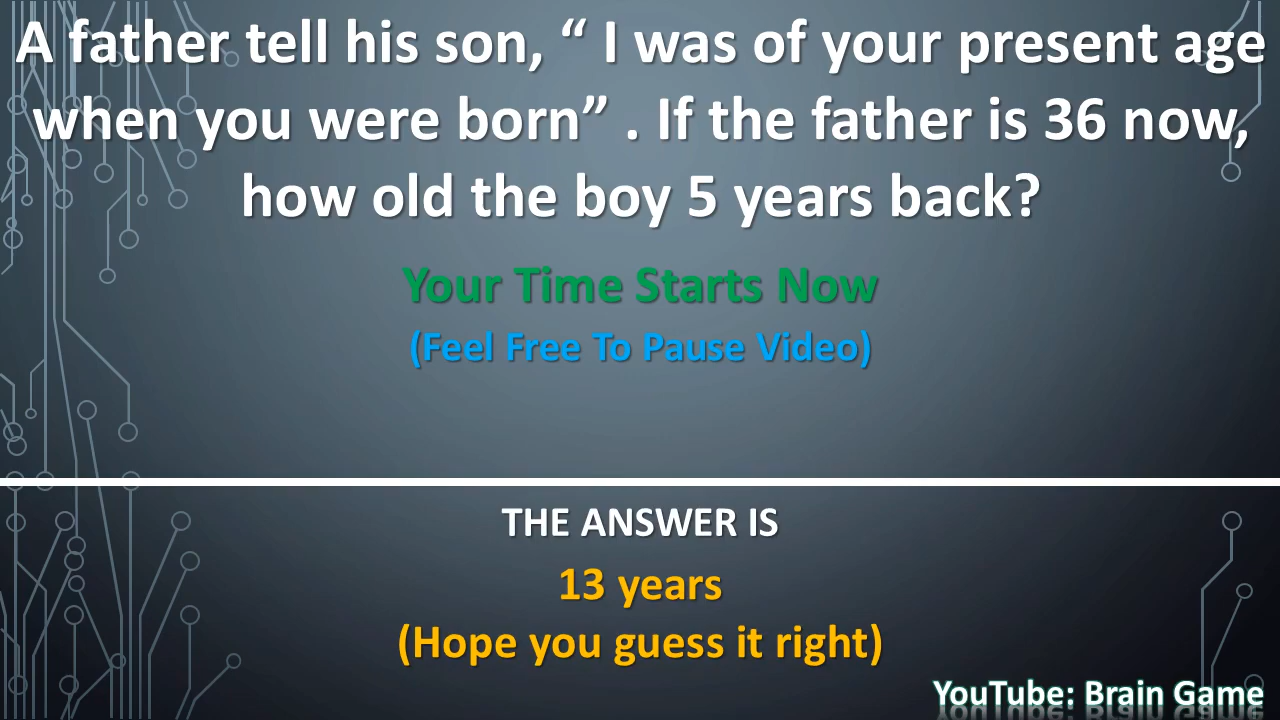 A father tell his son, “ I was of your present age
when you were born” . If the father is 36 now,
how old the boy 5 years back?
Your Time Starts Now
(Feel Free To Pause Video)
THE ANSWER IS
13 years
(Hope you guess it right)
YouTube: Brain Game